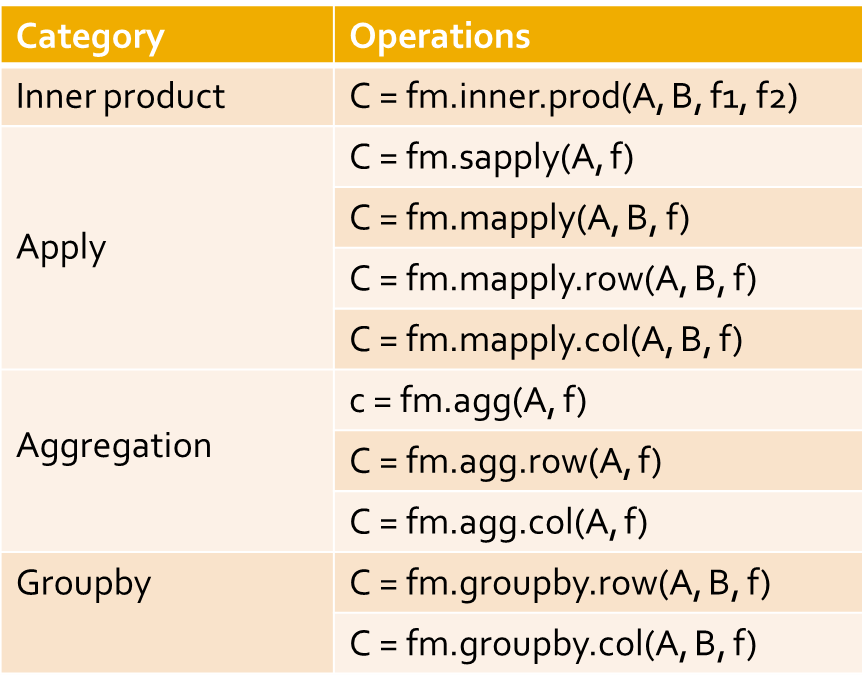 Category Operations
Inner product C = fm.inner.prod(A, B, f1, f2)
Apply
C = fm.sapply(A, f)
C = fm.mapply(A, B, f)
C = fm.mapply.row(A, B, f)
C = fm.mapply.col(A, B, f)
Aggregation
c = fm.agg(A, f)
C = fm.agg.row(A, f)
C = fm.agg.col(A, f)
Groupby C = fm.groupby.row(A, B, f)
C = fm.groupby.col(A, B, f)